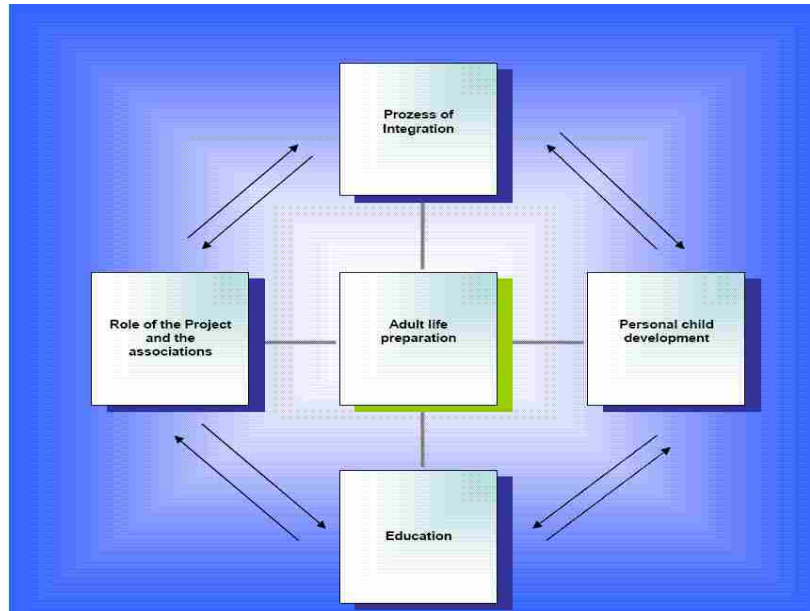 Prozess of
Integration
Role of the Project
and the
associations
Adult life
preparation
Personal child
development
Education